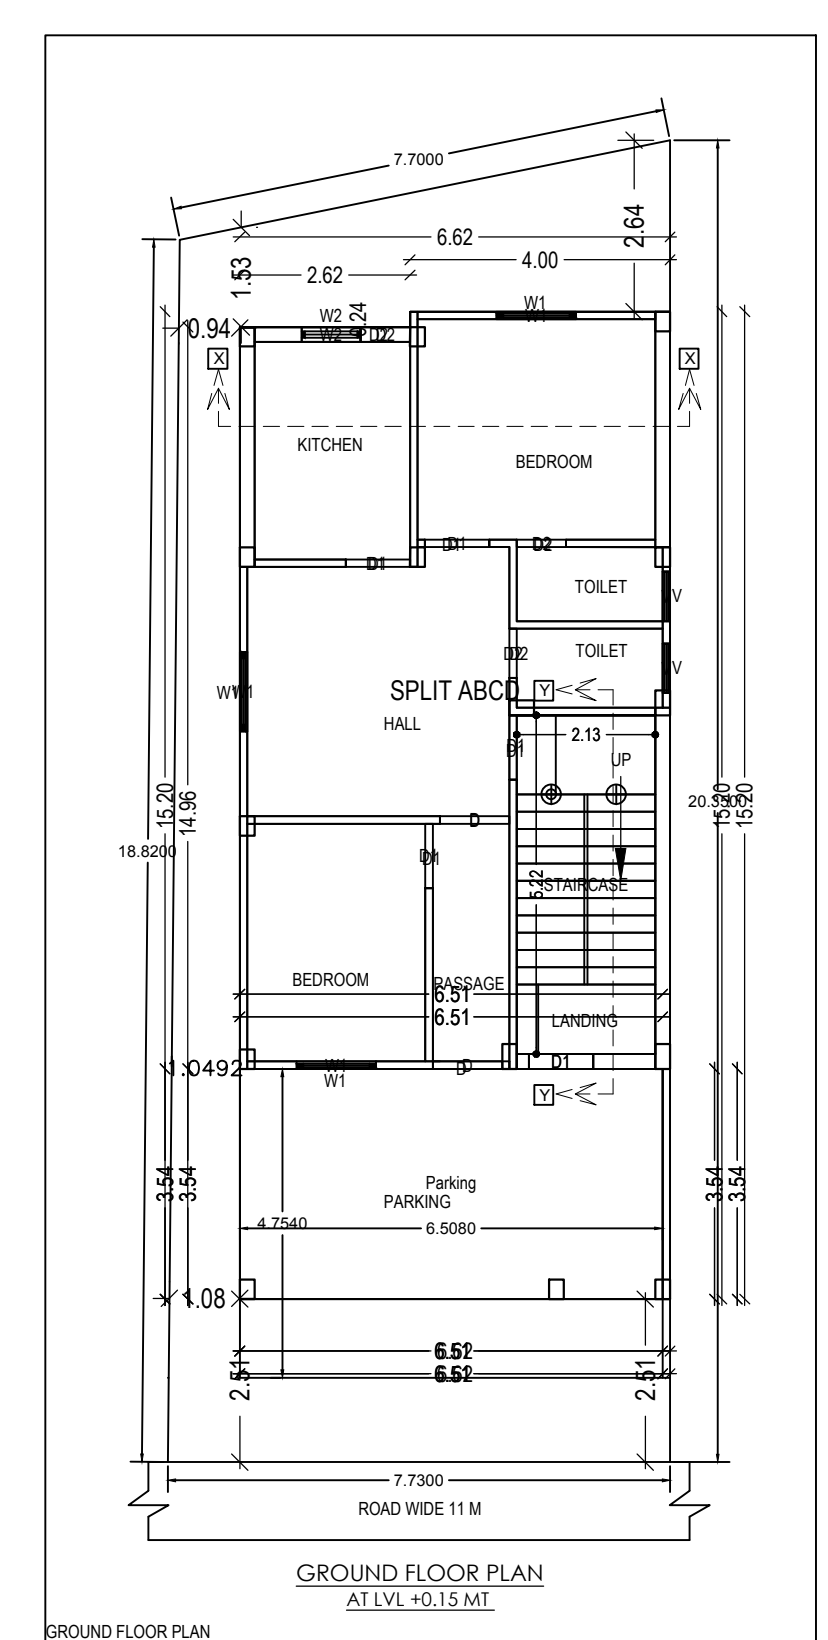 7.7000
6.62
2.64
4.00
1.53
2.62
W1
W1
W2
0.24
0.94
W2
D2
X
X
KITCHEN
BEDROOM
D1
D2
D1
TOILET
V
D2
TOILET
V
W1
W1
SPLIT ABCD
Y
HALL
2.13
D1
UP
15.20
14.96
20.3500
15.20
15.20
D
18.8200
D1
5.22
STAIRCASE
BEDROOM
PASSAGE
6.51
6.51
LANDING
1.0492
W1
W1
D
D1
Y
3.54
3.54
Parking
PARKING
3.54
3.54
4.7540
6.5080
1.08
2.51
2.51
7.7300
ROAD WIDE 11 M
GROUND FLOOR PLAN
AT LVL +0.15 MT
GROUND FLOOR PLAN